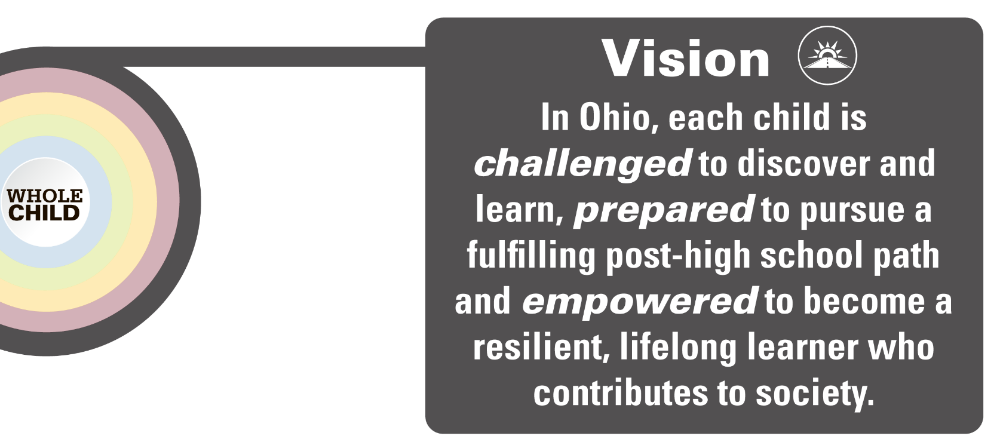 WHOLE
CHILD
Vision
In Ohio, each child is
challenged to discover and
learn, prepared to pursue a
fulfilling post-high school path
and empowered to become a
resilient, lifelong learner who
contributes to society.